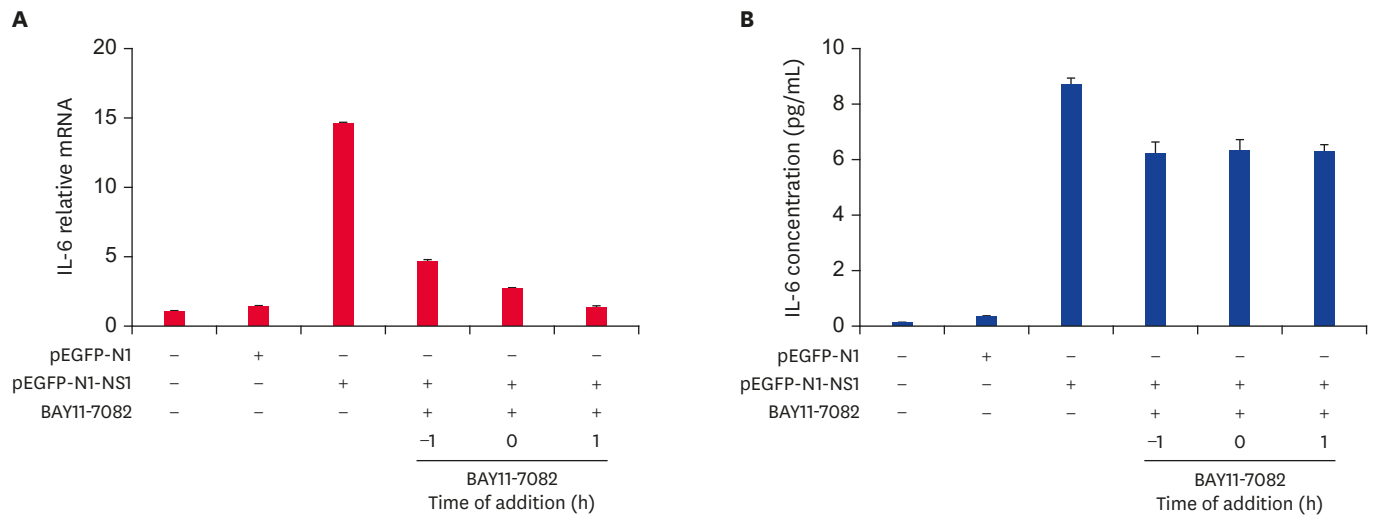 A
20
15
10
5
0
IL-6 relative mRNA
pEGFP-N1 – + – – – –
pEGFP-N1-NS1 – – + + + +
BAY11-7082 – – – + + +
–1 0 1
BAY11-7082
Time of addition (h)
B
10
8
6
4
2
0
IL-6 concentration (pg/mL)
pEGFP-N1 – + – – – –
pEGFP-N1-NS1 – – + + + +
BAY11-7082 – – – + + +
–1 0 1
BAY11-7082
Time of addition (h)